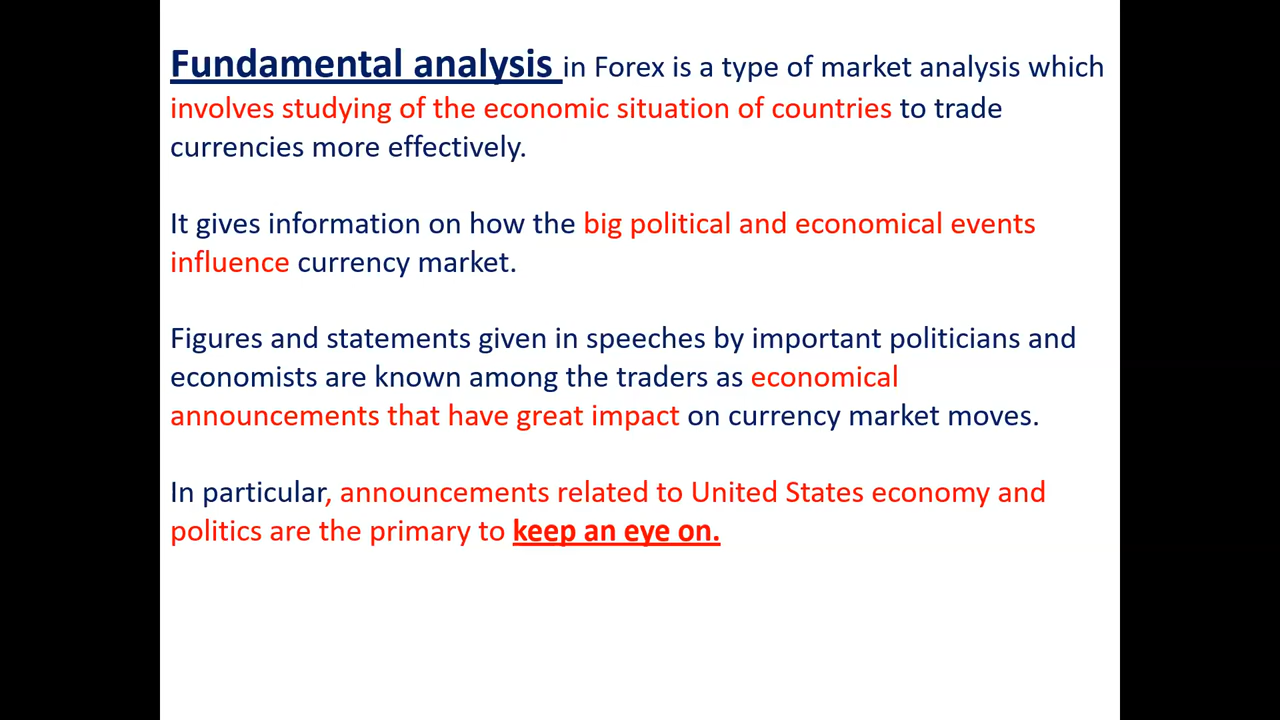 Fundamental analysis in Forex is a type of market analysis which
involves studying of the economic situation of countries to trade
currencies more effectively.
It gives information on how the big political and economical events
influence currency market.
Figures and statements given in speeches by important politicians and
economists are known among the traders as economical
announcements that have great impact on currency market moves.
In particular, announcements related to United States economy and
politics are the primary to keep an eye on.